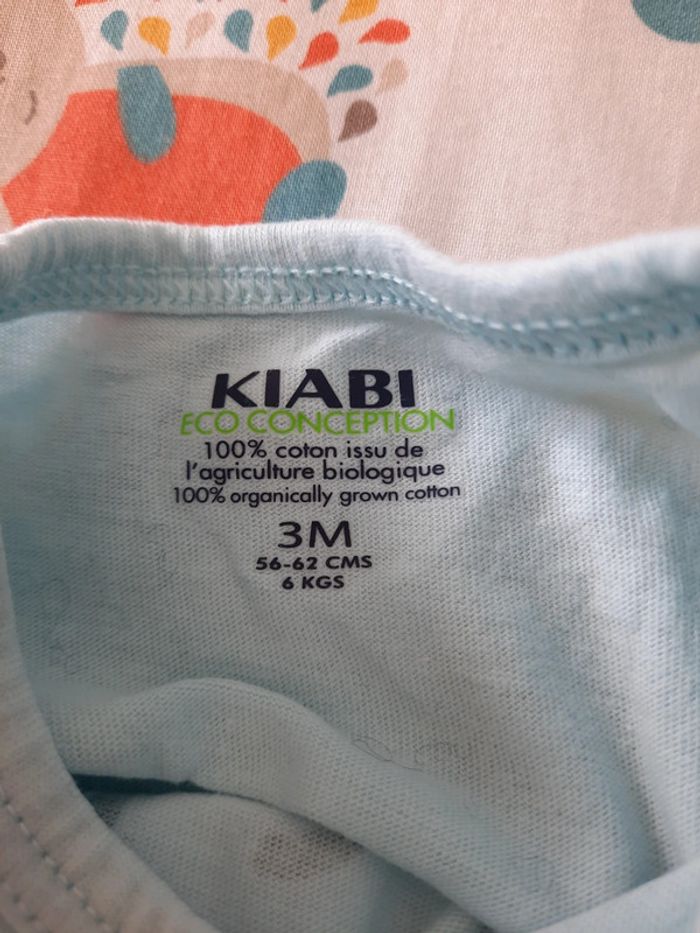 KIABI
ECO CONCEPTION
100% coton issu de
l'agriculture biologique
100% organically grown cotton
3M
56-62 CMS
6 KGS